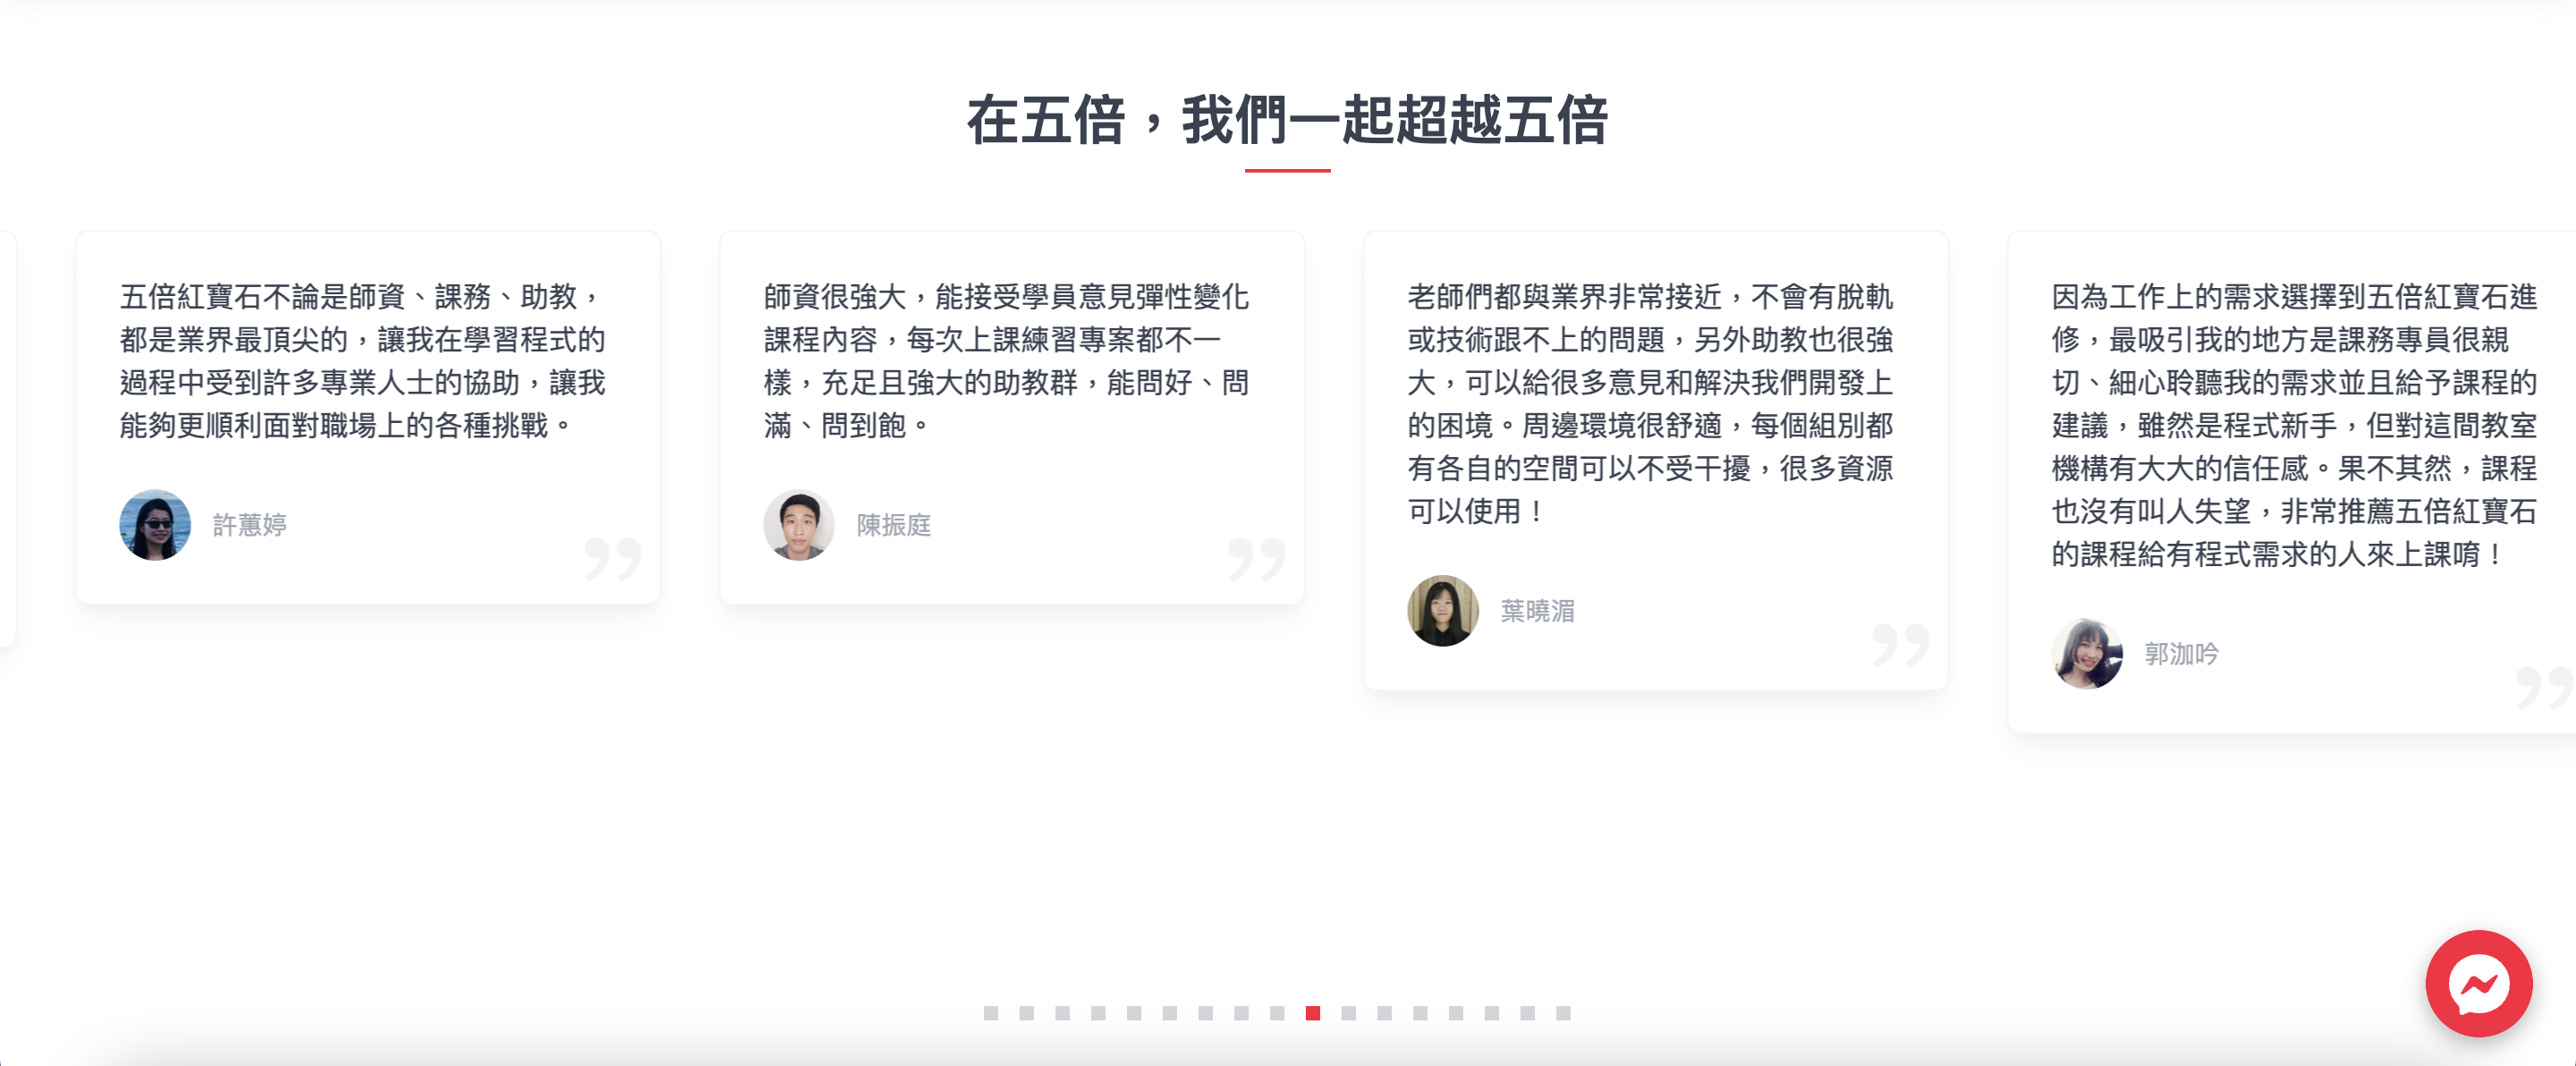 在五倍，我們一起超越五倍
五倍紅寶石不論是師資、課務、助教，
都是業界最頂尖的，讓我在學習程式的
過程中受到許多專業人士的協助，讓我
能夠更順利面對職場上的各種挑戰。
許蕙婷
師資很強大，能接受學員意見彈性變化
課程內容，每次上課練習專案都不一
樣，充足且強大的助教群，能問好、問
滿、問到飽。
陳振庭
老師們都與業界非常接近，不會有脫軌
或技術跟不上的問題，另外助教也很強
大，可以給很多意見和解決我們開發上
的困境。周邊環境很舒適，每個組別都
有各自的空間可以不受干擾，很多資源
可以使用！
葉曉湄
因為工作上的需求選擇到五倍紅寶石進
修，最吸引我的地方是課務專員很親
切、細心聆聽我的需求並且給予課程的
建議，雖然是程式新手，但對這間教室
機構有大大的信任感。果不其然，課程
也沒有叫人失望，非常推薦五倍紅寶石
的課程給有程式需求的人來上課唷！
郭泇吟